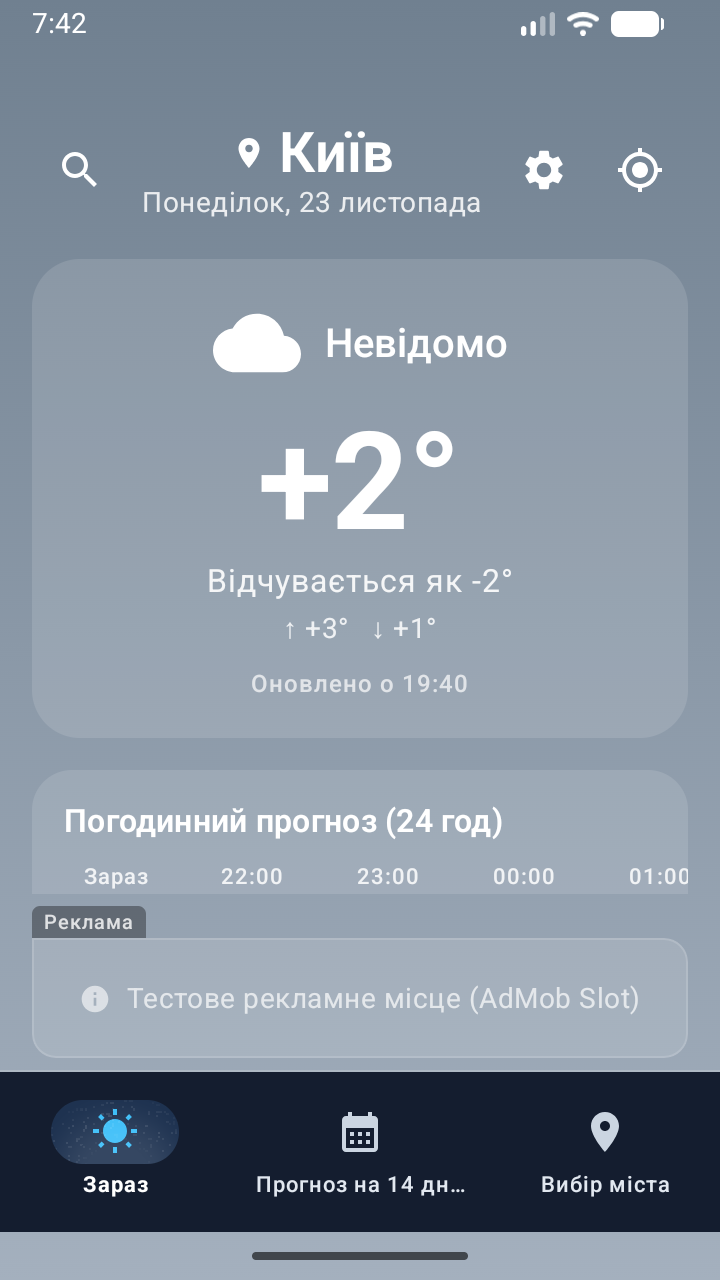 7:42
Київ
Понеділок, 23 листопада
Невідомо
+2°
Відчувається як -2°
↑ +3° ↓ +1°
Оновлено о 19:40
Погодинний прогноз (24 год)
Зараз 22:00 23:00 00:00 01:00
Реклама
Тестове рекламне місце (AdMob Slot)
Зараз Прогноз на 14 дн… Вибір міста